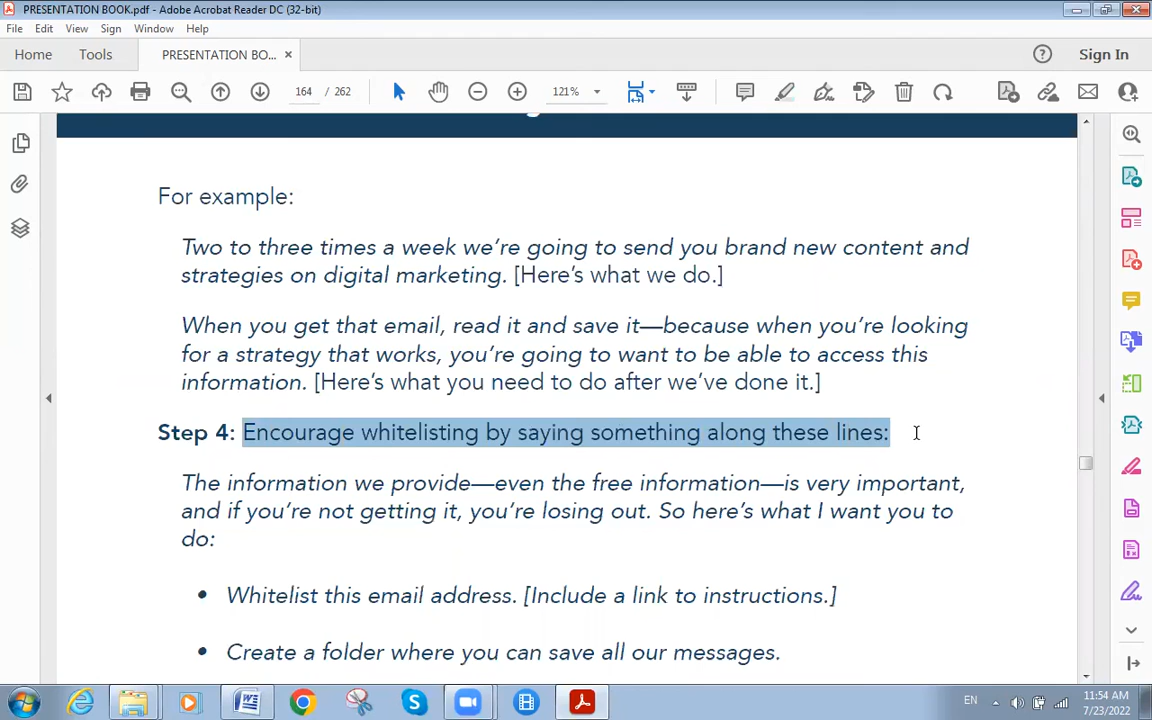 PRESENTATION BOOK.pdf - Adobe Acrobat Reader DC (32-bit)
File Edit View Sign Window Help
Home Tools PRESENTATION BO... × Sign In
164 / 262 121%
For example:
Two to three times a week we're going to send you brand new content and
strategies on digital marketing. [Here's what we do.]
When you get that email, read it and save it—because when you're looking
for a strategy that works, you're going to want to be able to access this
information. [Here's what you need to do after we've done it.]
Step 4: Encourage whitelisting by saying something along these lines:
The information we provide—even the free information—is very important,
and if you're not getting it, you're losing out. So here's what I want you to
do:
• Whitelist this email address. [Include a link to instructions.]
• Create a folder where you can save all our messages.
EN 11:54 AM
7/23/2022